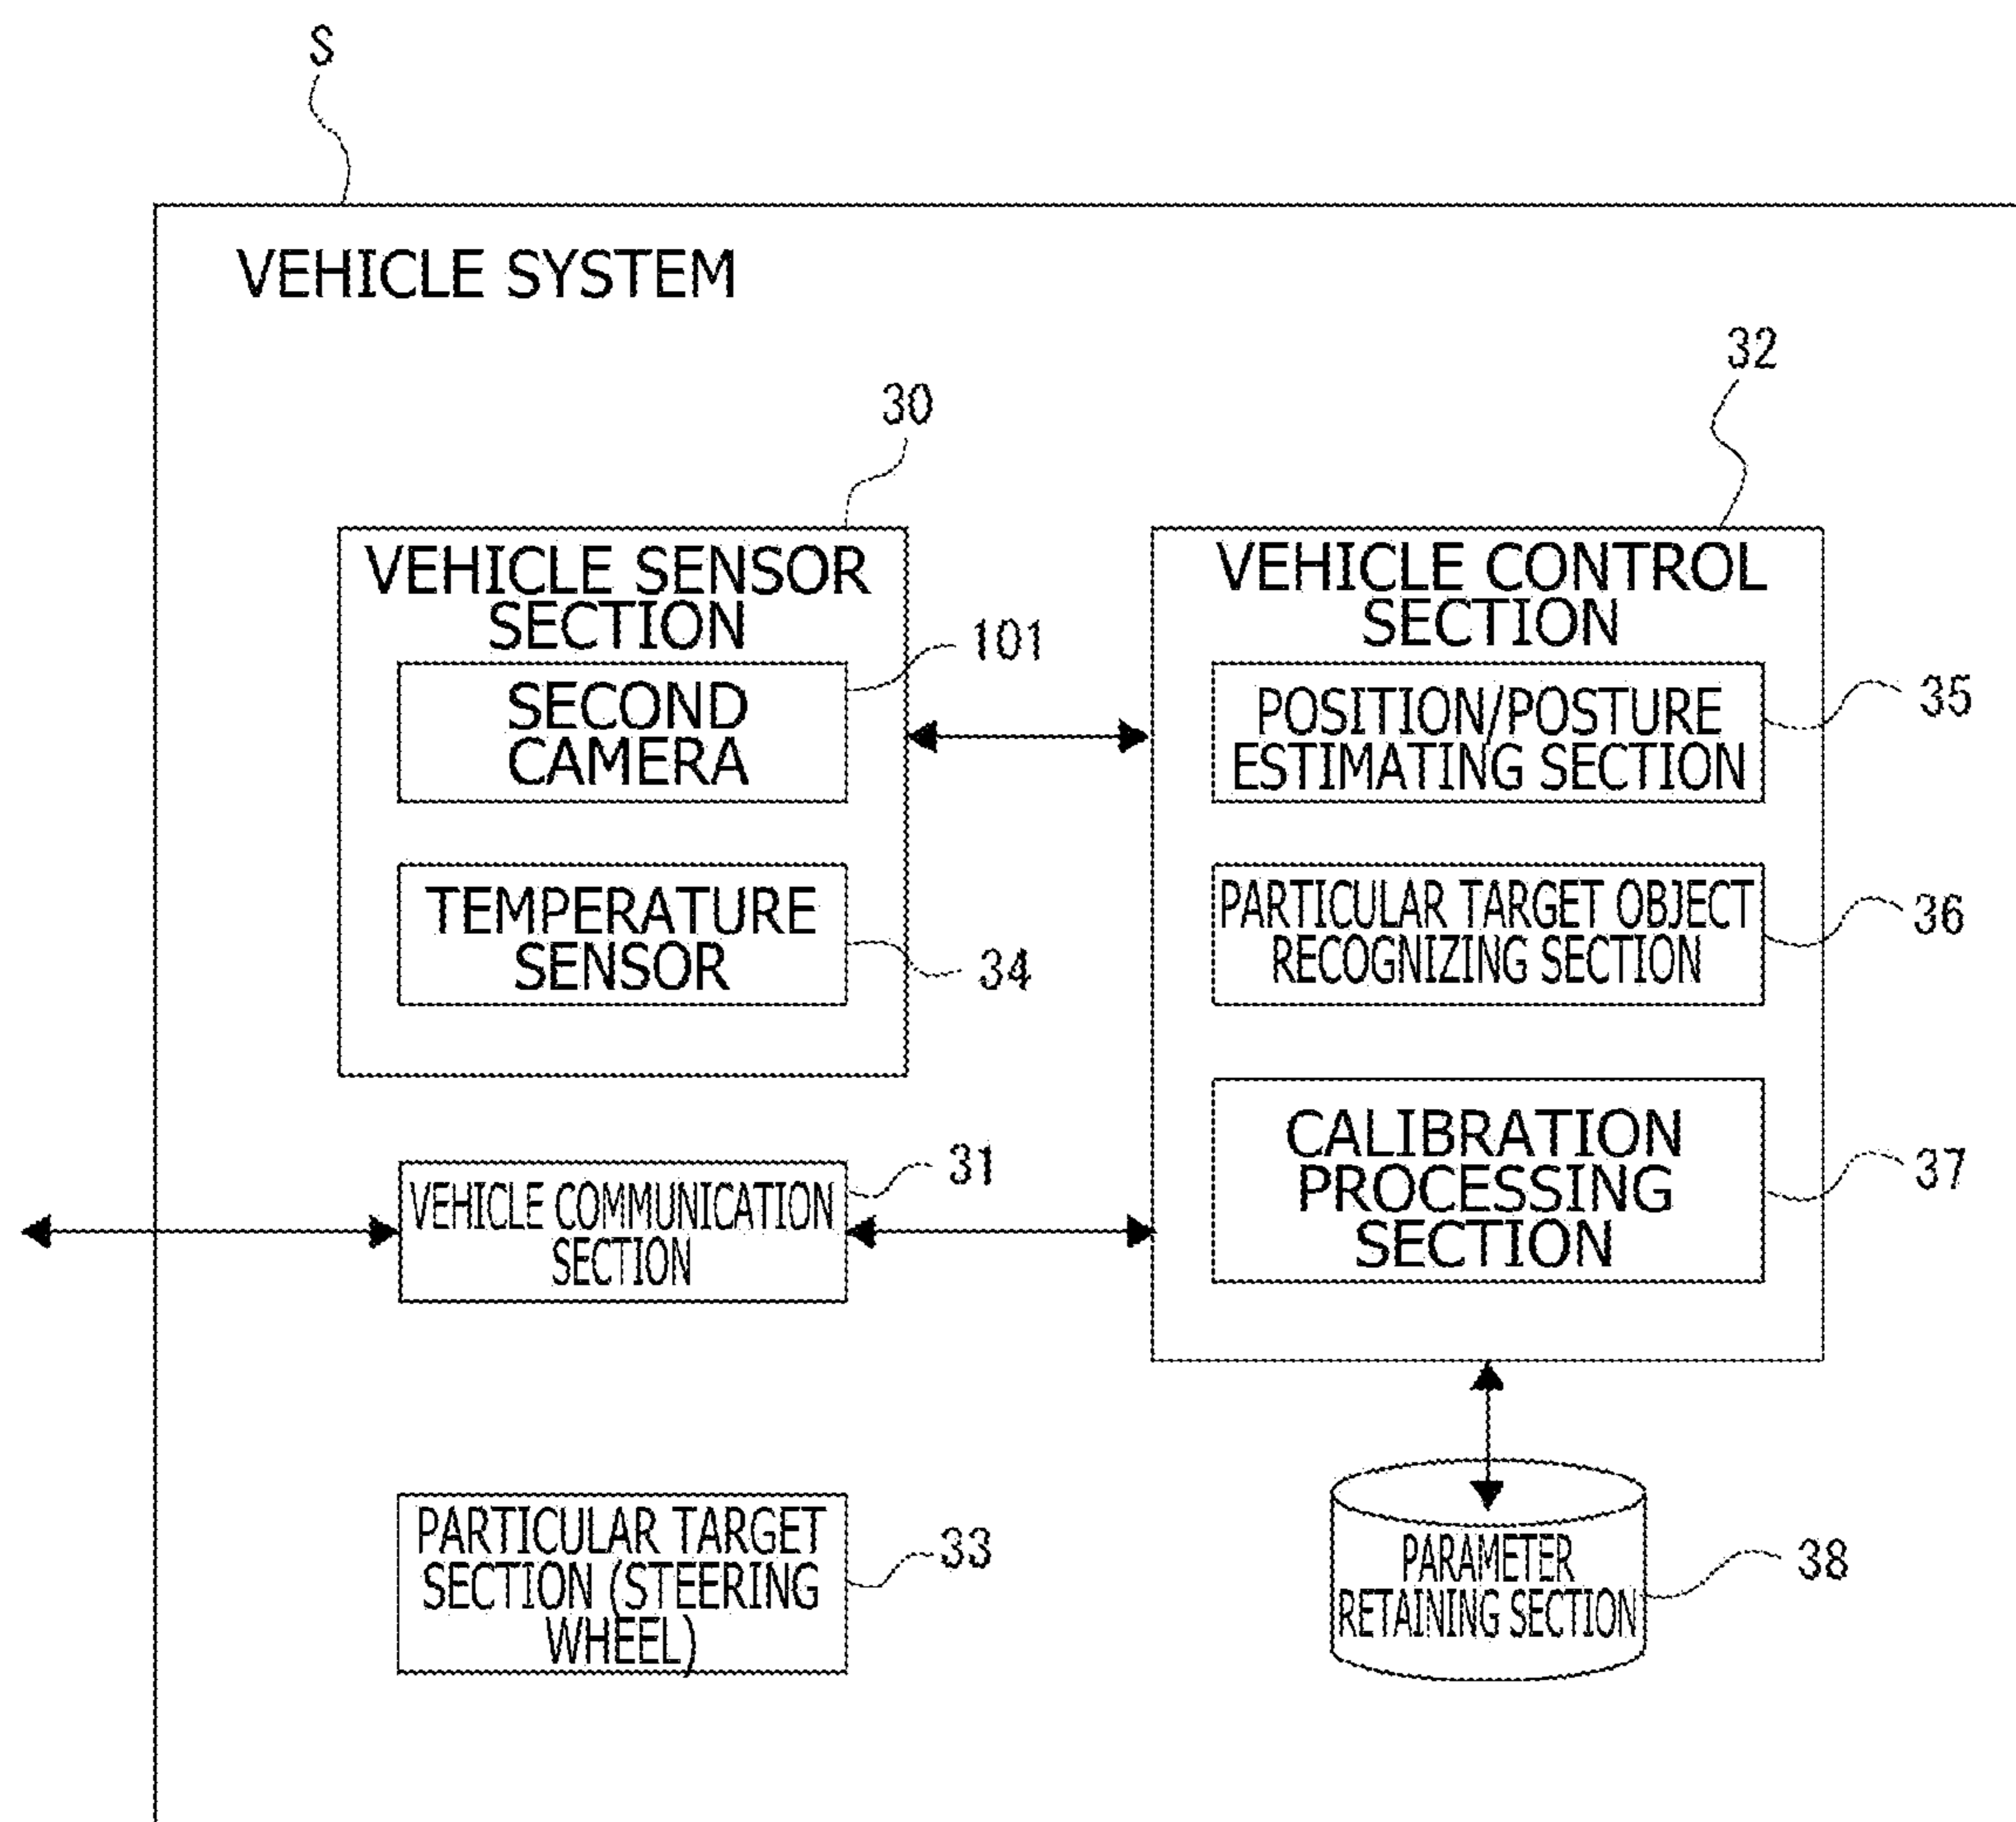 S
VEHICLE SYSTEM
32
30
VEHICLE SENSOR
SECTION
101
SECOND
CAMERA
TEMPERATURE
SENSOR
34
VEHICLE CONTROL
SECTION
POSITION/POSTURE
ESTIMATING SECTION
35
PARTICULAR TARGET OBJECT
RECOGNIZING SECTION
36
CALIBRATION
PROCESSING
SECTION
37
31
VEHICLE COMMUNICATION
SECTION
PARTICULAR TARGET
SECTION (STEERING
WHEEL)
33
PARAMETER
RETAINING SECTION
38